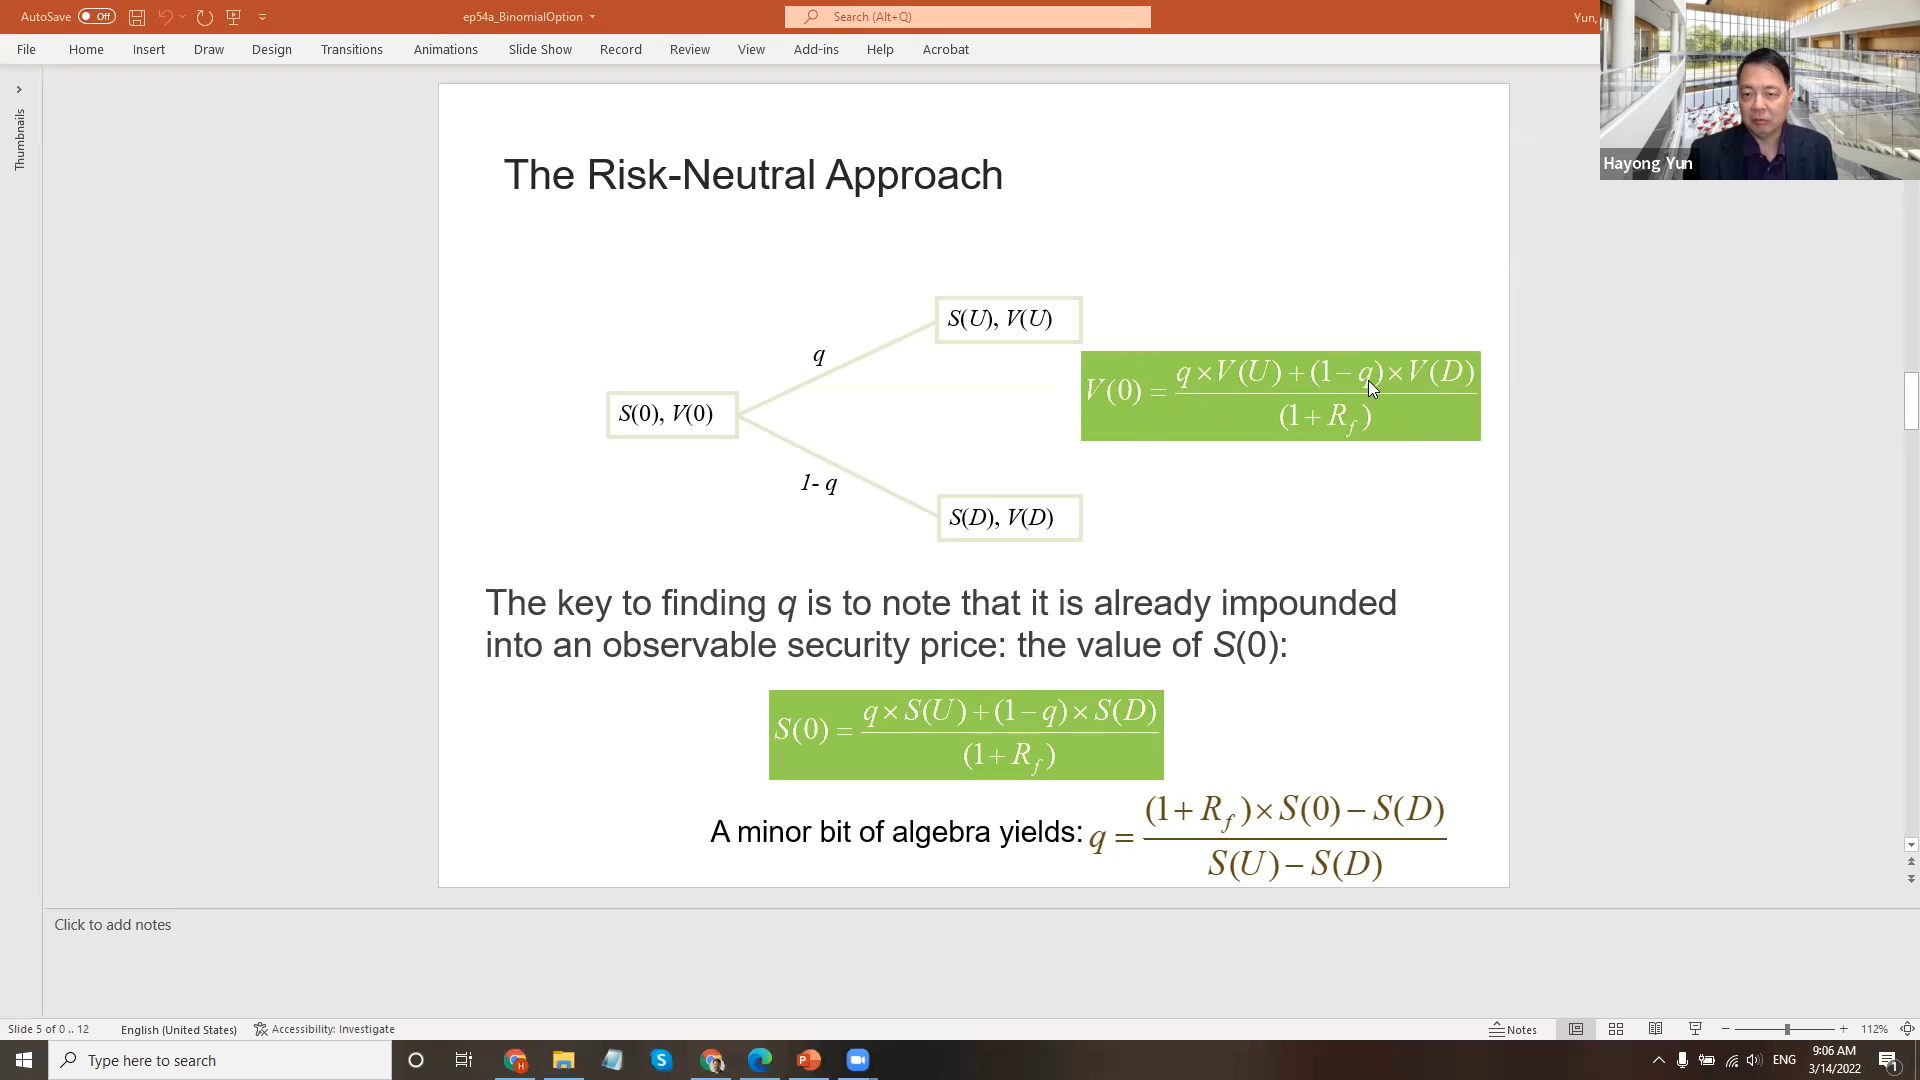 AutoSave Off
ep54a_BinomialOption
Search (Alt+Q)
Yun,
File Home Insert Draw Design Transitions Animations Slide Show Record Review View Add-ins Help Acrobat
Hayong Yun
Thumbnails
The Risk-Neutral Approach
S(U), V(U)
q
V(0) = (q×V(U)+(1−q)×V(D)) / (1+R_f)
S(0), V(0)
1- q
S(D), V(D)
The key to finding q is to note that it is already impounded
into an observable security price: the value of S(0):
S(0) = (q×S(U)+(1−q)×S(D)) / (1+R_f)
A minor bit of algebra yields: q = ((1+R_f)×S(0)−S(D)) / (S(U)−S(D))
Click to add notes
Slide 5 of 0 .. 12 English (United States) Accessibility: Investigate Notes 112%
Type here to search
ENG
9:06 AM
3/14/2022
1